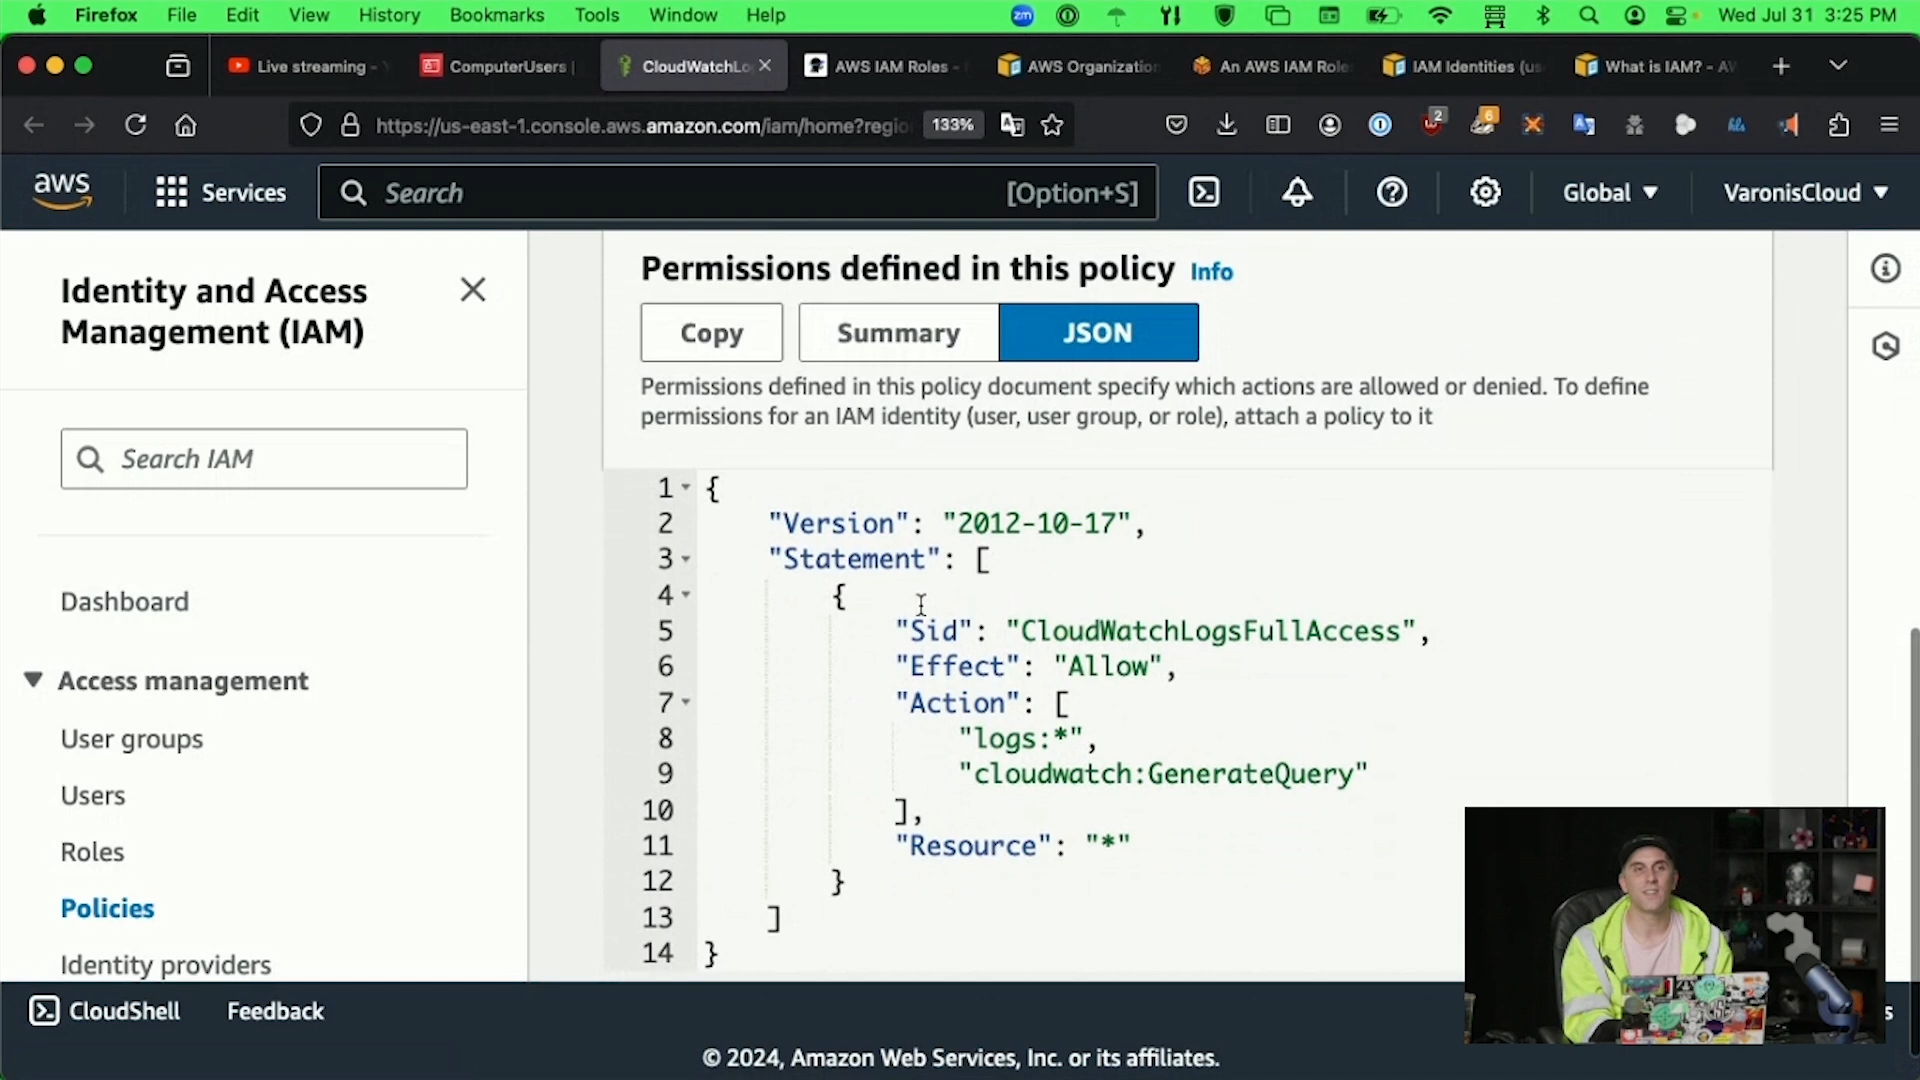 Firefox File Edit View History Bookmarks Tools Window Help zm Wed Jul 31 3:25 PM
Live streaming - ComputerUsers | CloudWatchLo AWS IAM Roles - AWS Organization An AWS IAM Role IAM Identities (us What is IAM? - AW
https://us-east-1.console.aws.amazon.com/iam/home?regio 133% 2 6 hls
aws Services Search [Option+S] Global VaronisCloud
Identity and Access
Management (IAM)
Search IAM
Dashboard
Access management
User groups
Users
Roles
Policies
Identity providers
Permissions defined in this policy Info
Copy Summary JSON
Permissions defined in this policy document specify which actions are allowed or denied. To define
permissions for an IAM identity (user, user group, or role), attach a policy to it
1 {
2 "Version": "2012-10-17",
3 "Statement": [
4 {
5 "Sid": "CloudWatchLogsFullAccess",
6 "Effect": "Allow",
7 "Action": [
8 "logs:*",
9 "cloudwatch:GenerateQuery"
10 ],
11 "Resource": "*"
12 }
13 ]
14 }
CloudShell Feedback s
© 2024, Amazon Web Services, Inc. or its affiliates.